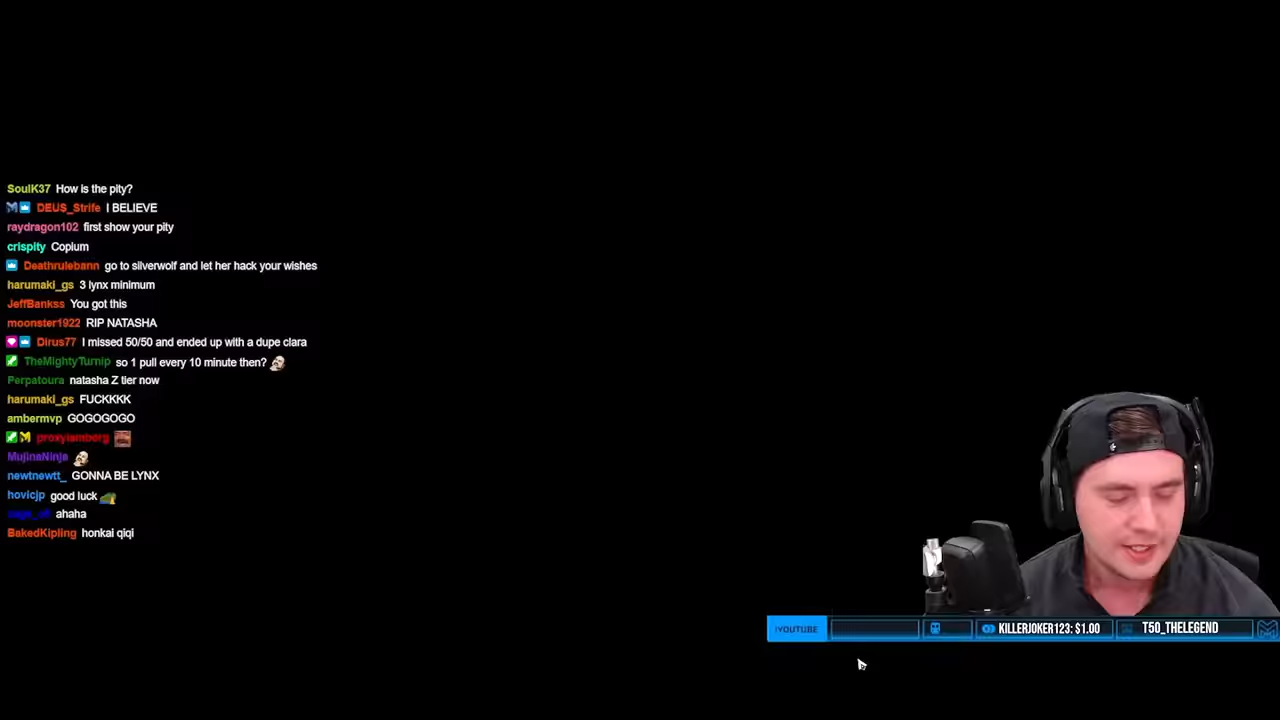 SoulK37 How is the pity?
DEUS_Strife I BELIEVE
raydragon102 first show your pity
crispity Copium
Deathrulebann go to silverwolf and let her hack your wishes
harumaki_gs 3 lynx minimum
JeffBankss You got this
moonster1922 RIP NATASHA
Dirus77 I missed 50/50 and ended up with a dupe clara
TheMightyTurnip so 1 pull every 10 minute then?
Perpatoura natasha Z tier now
harumaki_gs FUCKKKK
ambermvp GOGOGOGO
proxyiamborg
MujinaNinja
newtnewtt_ GONNA BE LYNX
hovicjp good luck
ahaha
BakedKipling honkai qiqi
!YOUTUBE
KILLERJOKER123: $1.00
T50_THELEGEND